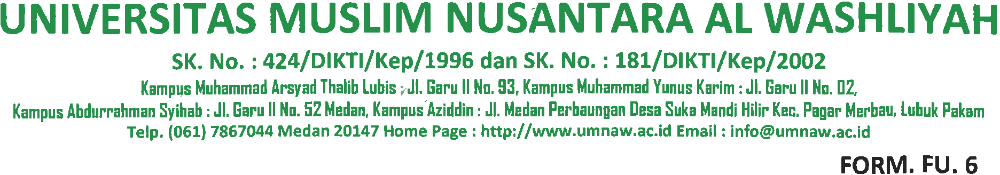 UNIVERSITAS MUSLIM NUSANTARA AL WASHLIYAH
SK. No. : 424/DIKTI/Kep/1996 dan SK. No. : 181/DIKTI/Kep/2002
Kampus Muhammad Arsyad Thalib Lubis : Jl. Garu II No. 93, Kampus Muhammad Yunus Karim : Jl. Garu II No. 02,
Kampus Abdurrahman Syihab : Jl. Garu II No. 52 Medan, Kampus Aziddin : Jl. Medan Perbaungan Desa Suka Mandi Hilir Kec. Pagar Merbau, Lubuk Pakam
Telp. (061) 7867044 Medan 20147 Home Page : http://www.umnaw.ac.id Email : info@umnaw.ac.id
FORM. FU. 6